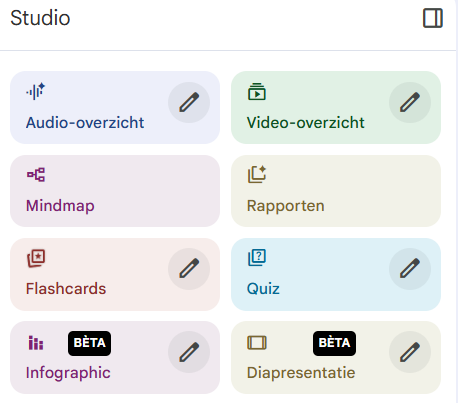 Studio
Audio-overzicht
Video-overzicht
Mindmap
Rapporten
Flashcards
Quiz
BÈTA
Infographic
BÈTA
Diapresentatie